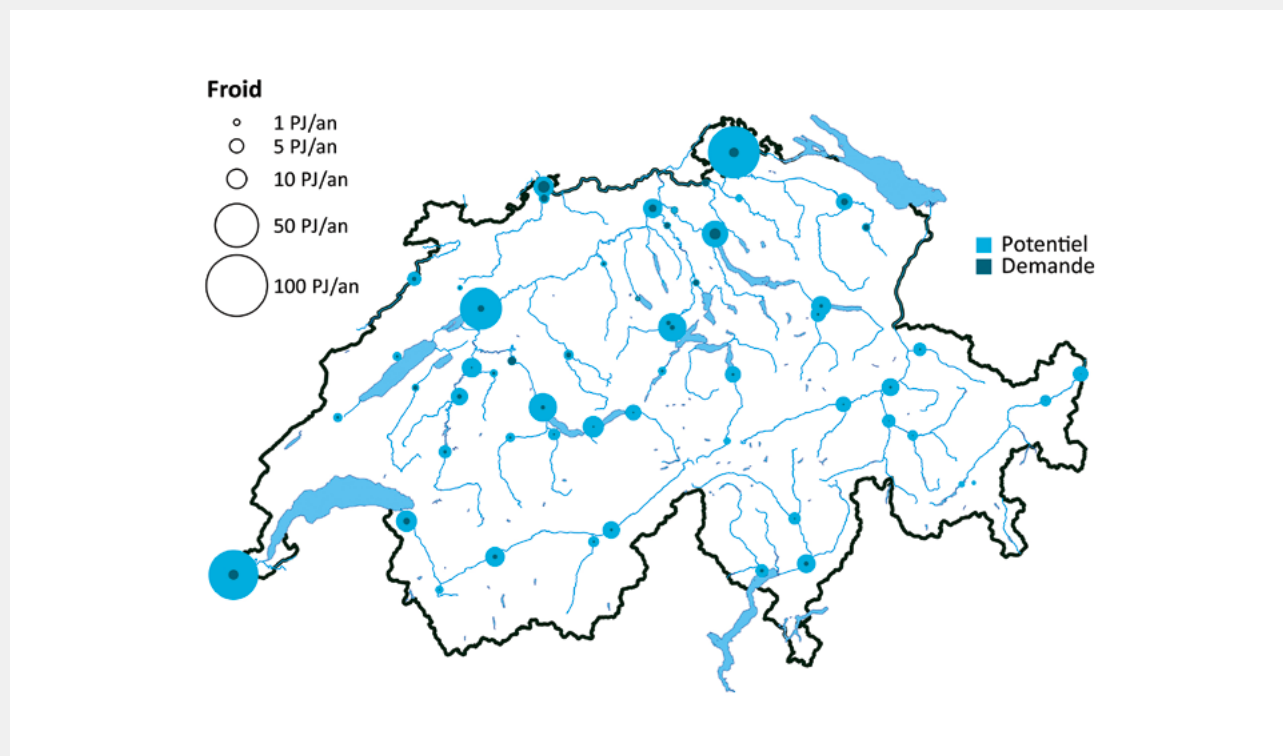 Froid
1 PJ/an
5 PJ/an
10 PJ/an
50 PJ/an
100 PJ/an
Potentiel
Demande